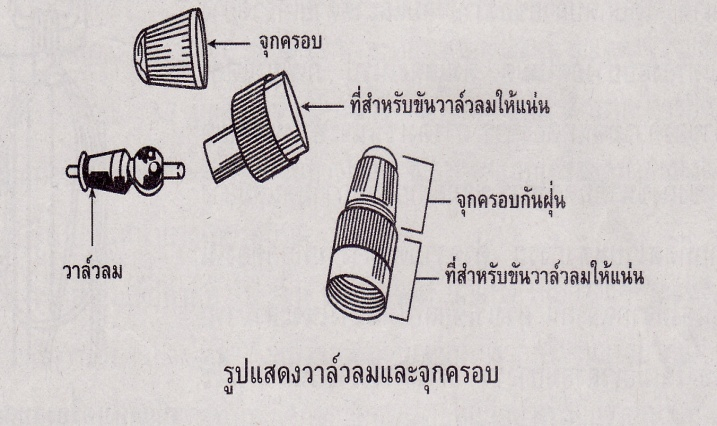 จุกครอบ
ที่สำหรับขันวาล์วลมให้แน่น
จุกครอบกันฝุ่น
วาล์วลม
ที่สำหรับขันวาล์วลมให้แน่น
รูปแสดงวาล์วลมและจุกครอบ